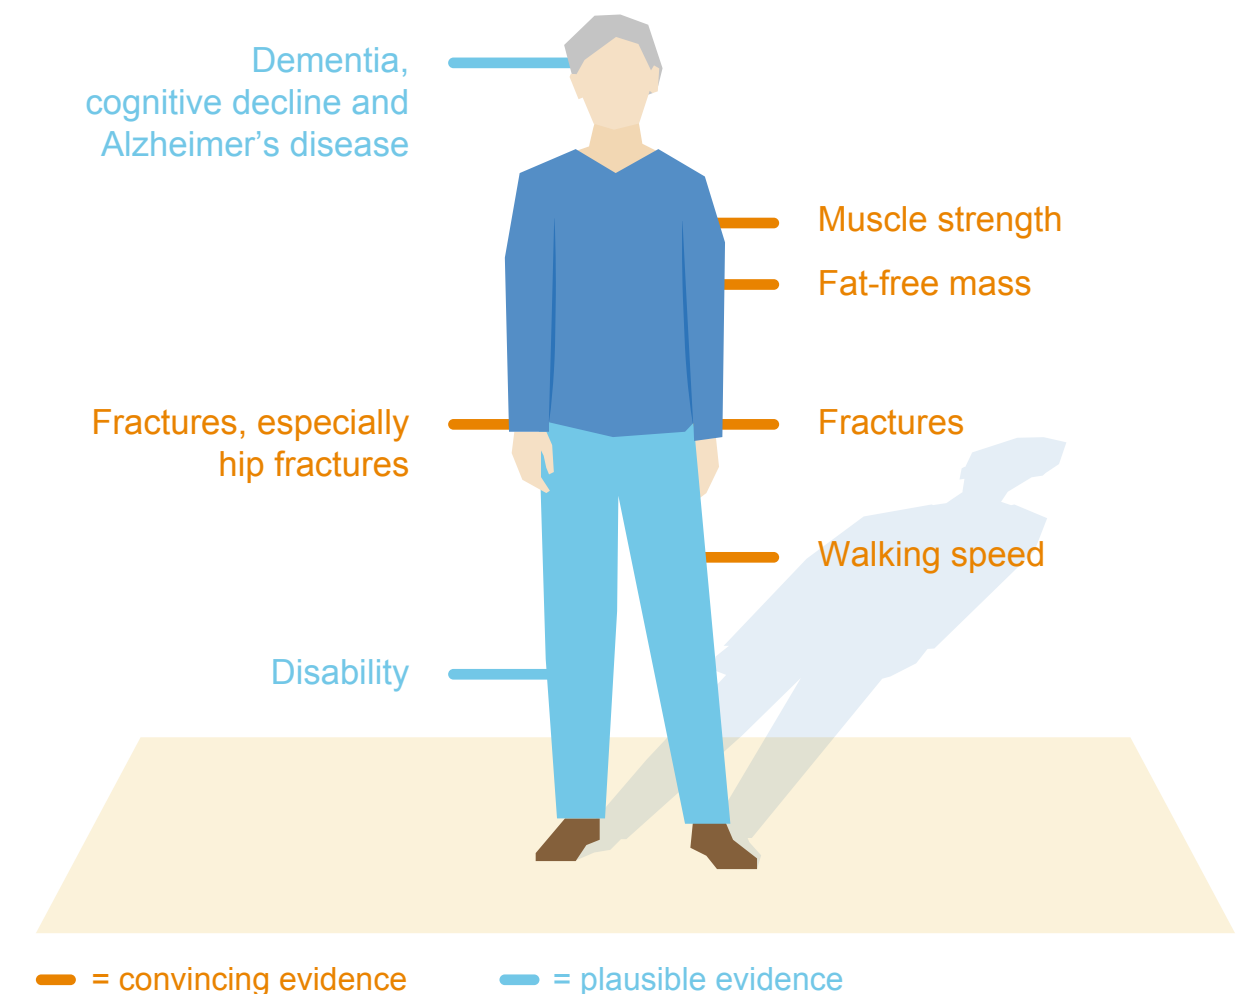 Dementia,
cognitive decline and
Alzheimer’s disease
Muscle strength
Fat-free mass
Fractures, especially
hip fractures
Fractures
Walking speed
Disability
= convincing evidence
= plausible evidence